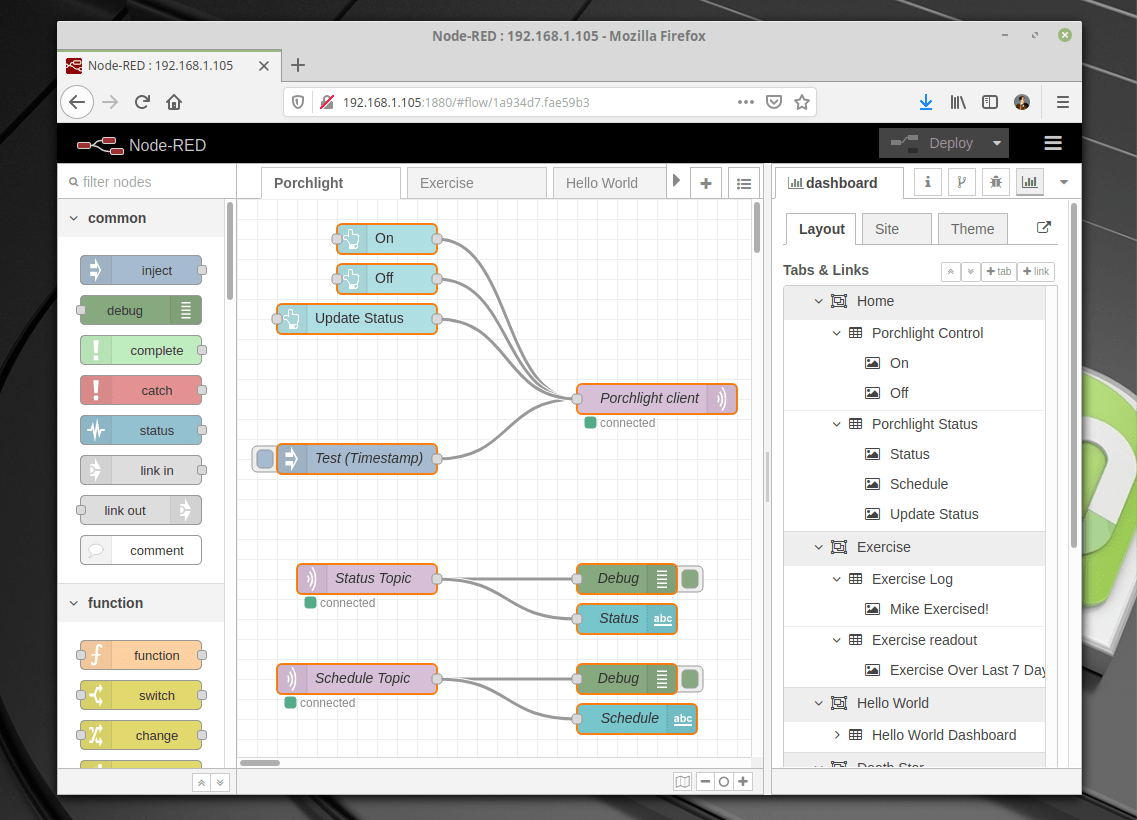 Node-RED : 192.168.1.105 - Mozilla Firefox
Node-RED : 192.168.1.105
192.168.1.105:1880/#flow/1a934d7.fae59b3
Node-RED
Deploy
filter nodes
common
inject
debug
complete
catch
status
link in
link out
comment
function
function
switch
change
Porchlight
Exercise
Hello World
On
Off
Update Status
Porchlight client
connected
Test (Timestamp)
Status Topic
connected
Debug
Status
abc
Schedule Topic
connected
Debug
Schedule
abc
dashboard
Layout
Site
Theme
Tabs & Links
+ tab
+ link
Home
Porchlight Control
On
Off
Porchlight Status
Status
Schedule
Update Status
Exercise
Exercise Log
Mike Exercised!
Exercise readout
Exercise Over Last 7 Day
Hello World
Hello World Dashboard
Death Star